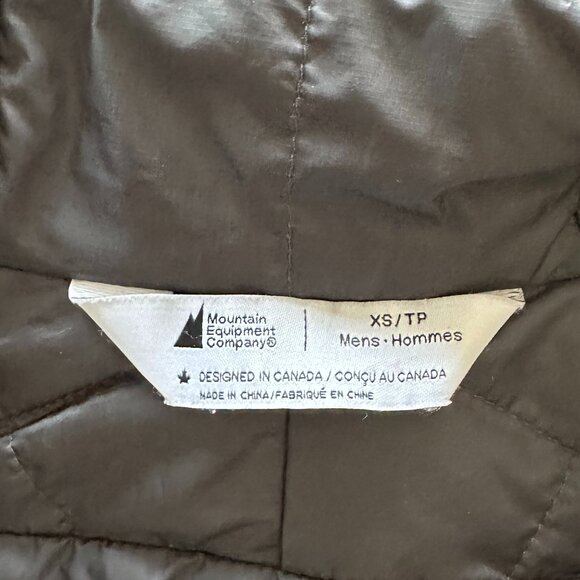 Mountain
Equipment
Company®
XS/TP
Mens • Hommes
DESIGNED IN CANADA / CONÇU AU CANADA
MADE IN CHINA/FABRIQUÉ EN CHINE